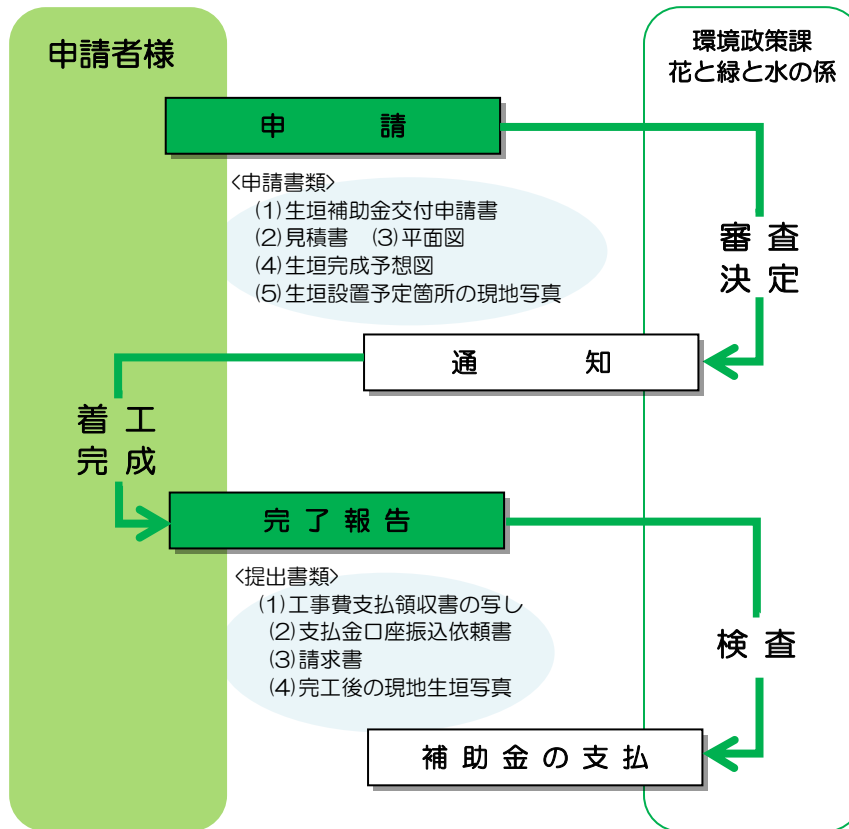 申請者様
環境政策課
花と緑と水の係
申請
<申請書類>
(1)生垣補助金交付申請書
(2)見積書 (3)平面図
(4)生垣完成予想図
(5)生垣設置予定箇所の現地写真
審査
決定
通知
着工
完成
完了報告
<提出書類>
(1)工事費支払領収書の写し
(2)支払金口座振込依頼書
(3)請求書
(4)完工後の現地生垣写真
検査
補助金の支払